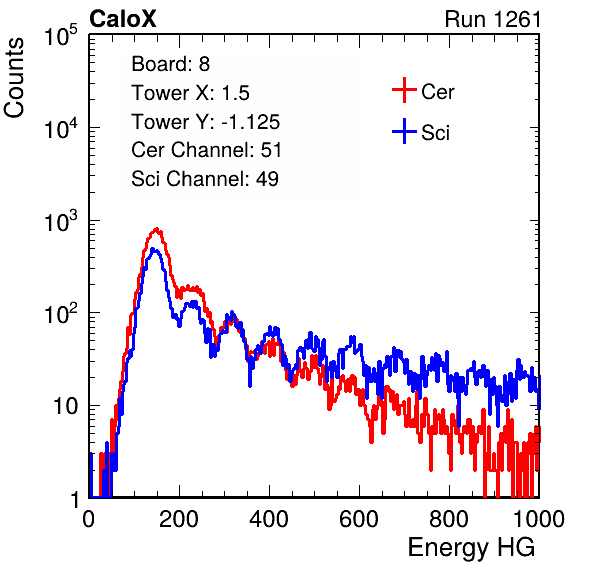 CaloX Run 1261
Counts
Board: 8
Tower X: 1.5
Tower Y: -1.125
Cer Channel: 51
Sci Channel: 49
Cer
Sci
10^5
10^4
10^3
10^2
10
1
0 200 400 600 800 1000
Energy HG